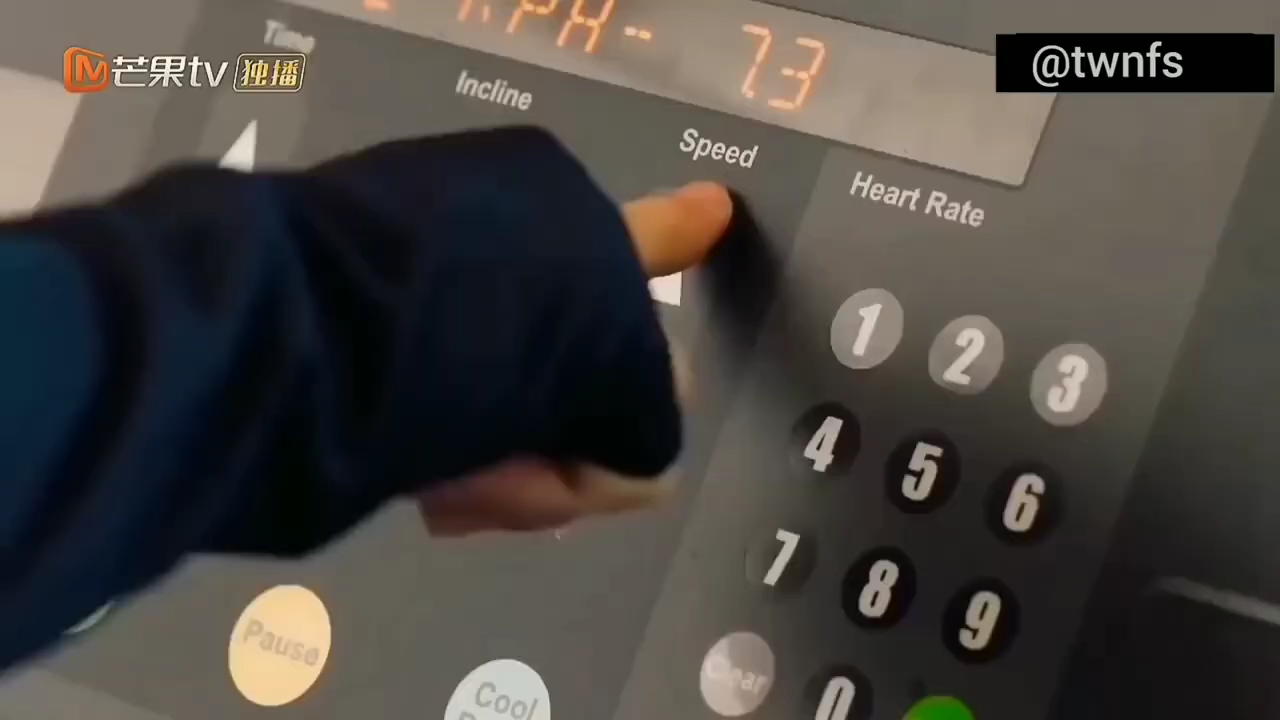 芒果tv 独播
@twnfs
KPH- 7.3
Time
Incline
Speed
Heart Rate
1 2 3
4 5 6
7 8 9
Clear 0
Pause
Cool